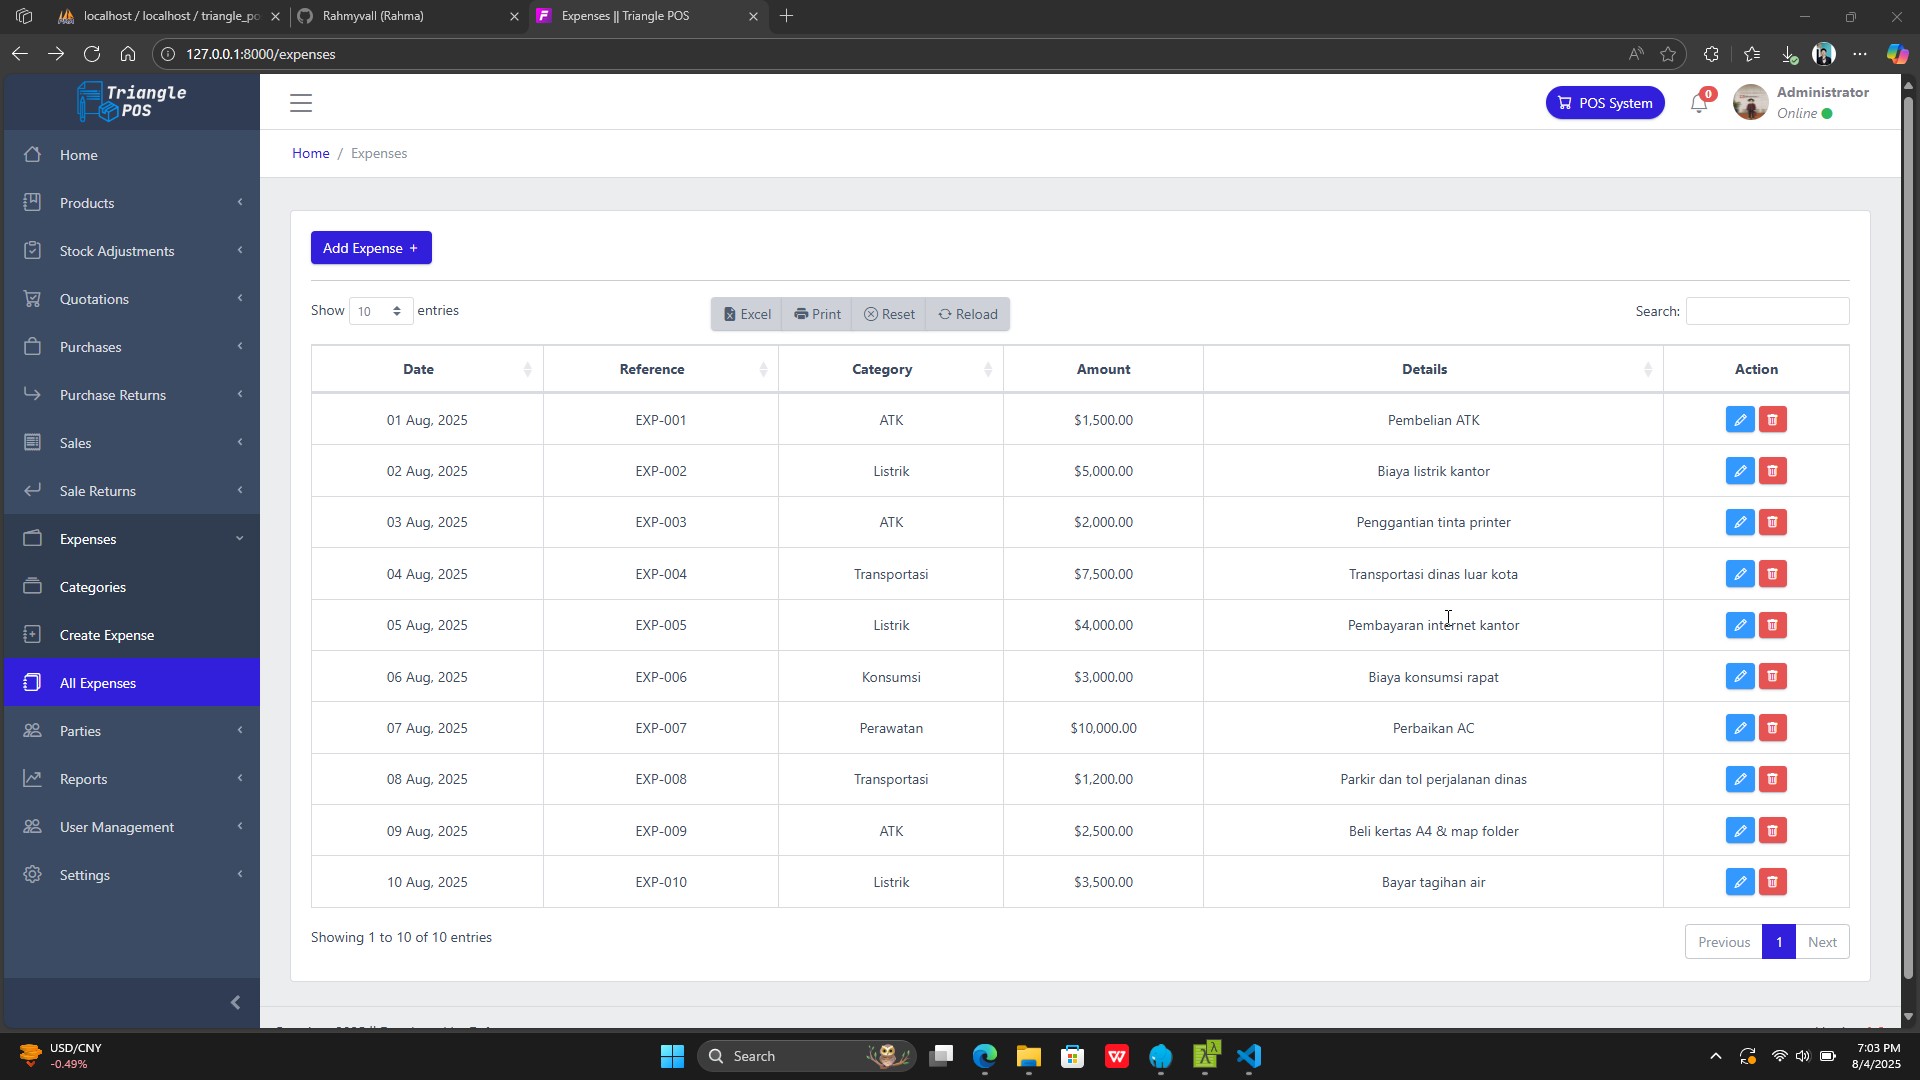 localhost / localhost / triangle_po
Rahmyvall (Rahma)
Expenses || Triangle POS
127.0.0.1:8000/expenses
Triangle
POS
POS System
0
Administrator
Online
Home
Products
Stock Adjustments
Quotations
Purchases
Purchase Returns
Sales
Sale Returns
Expenses
Categories
Create Expense
All Expenses
Parties
Reports
User Management
Settings
Home / Expenses
Add Expense +
Show 10 entries
Excel Print Reset Reload
Search:
Date Reference Category Amount Details Action
01 Aug, 2025 EXP-001 ATK $1,500.00 Pembelian ATK
02 Aug, 2025 EXP-002 Listrik $5,000.00 Biaya listrik kantor
03 Aug, 2025 EXP-003 ATK $2,000.00 Penggantian tinta printer
04 Aug, 2025 EXP-004 Transportasi $7,500.00 Transportasi dinas luar kota
05 Aug, 2025 EXP-005 Listrik $4,000.00 Pembayaran internet kantor
06 Aug, 2025 EXP-006 Konsumsi $3,000.00 Biaya konsumsi rapat
07 Aug, 2025 EXP-007 Perawatan $10,000.00 Perbaikan AC
08 Aug, 2025 EXP-008 Transportasi $1,200.00 Parkir dan tol perjalanan dinas
09 Aug, 2025 EXP-009 ATK $2,500.00 Beli kertas A4 & map folder
10 Aug, 2025 EXP-010 Listrik $3,500.00 Bayar tagihan air
Showing 1 to 10 of 10 entries
Previous 1 Next
USD/CNY
-0.49%
Search
7:03 PM
8/4/2025